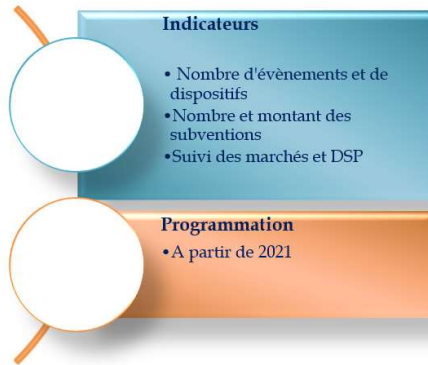 Indicateurs
• Nombre d'évènements et de
dispositifs
•Nombre et montant des
subventions
•Suivi des marchés et DSP
Programmation
•A partir de 2021